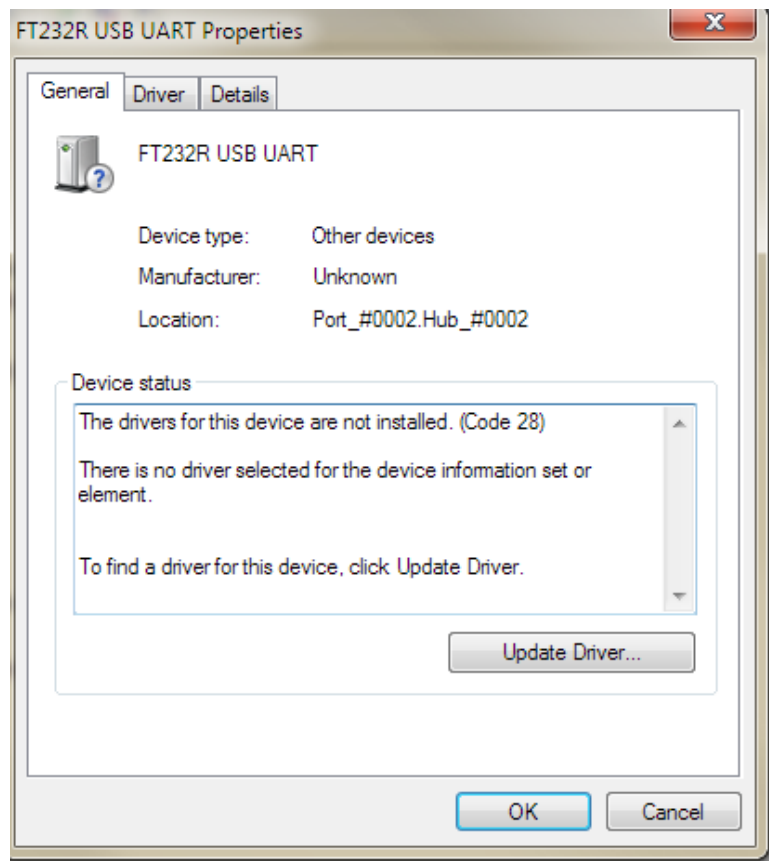 FT232R USB UART Properties
General Driver Details
FT232R USB UART
Device type: Other devices
Manufacturer: Unknown
Location: Port_#0002.Hub_#0002
Device status
The drivers for this device are not installed. (Code 28)
There is no driver selected for the device information set or
element.
To find a driver for this device, click Update Driver.
Update Driver...
OK Cancel